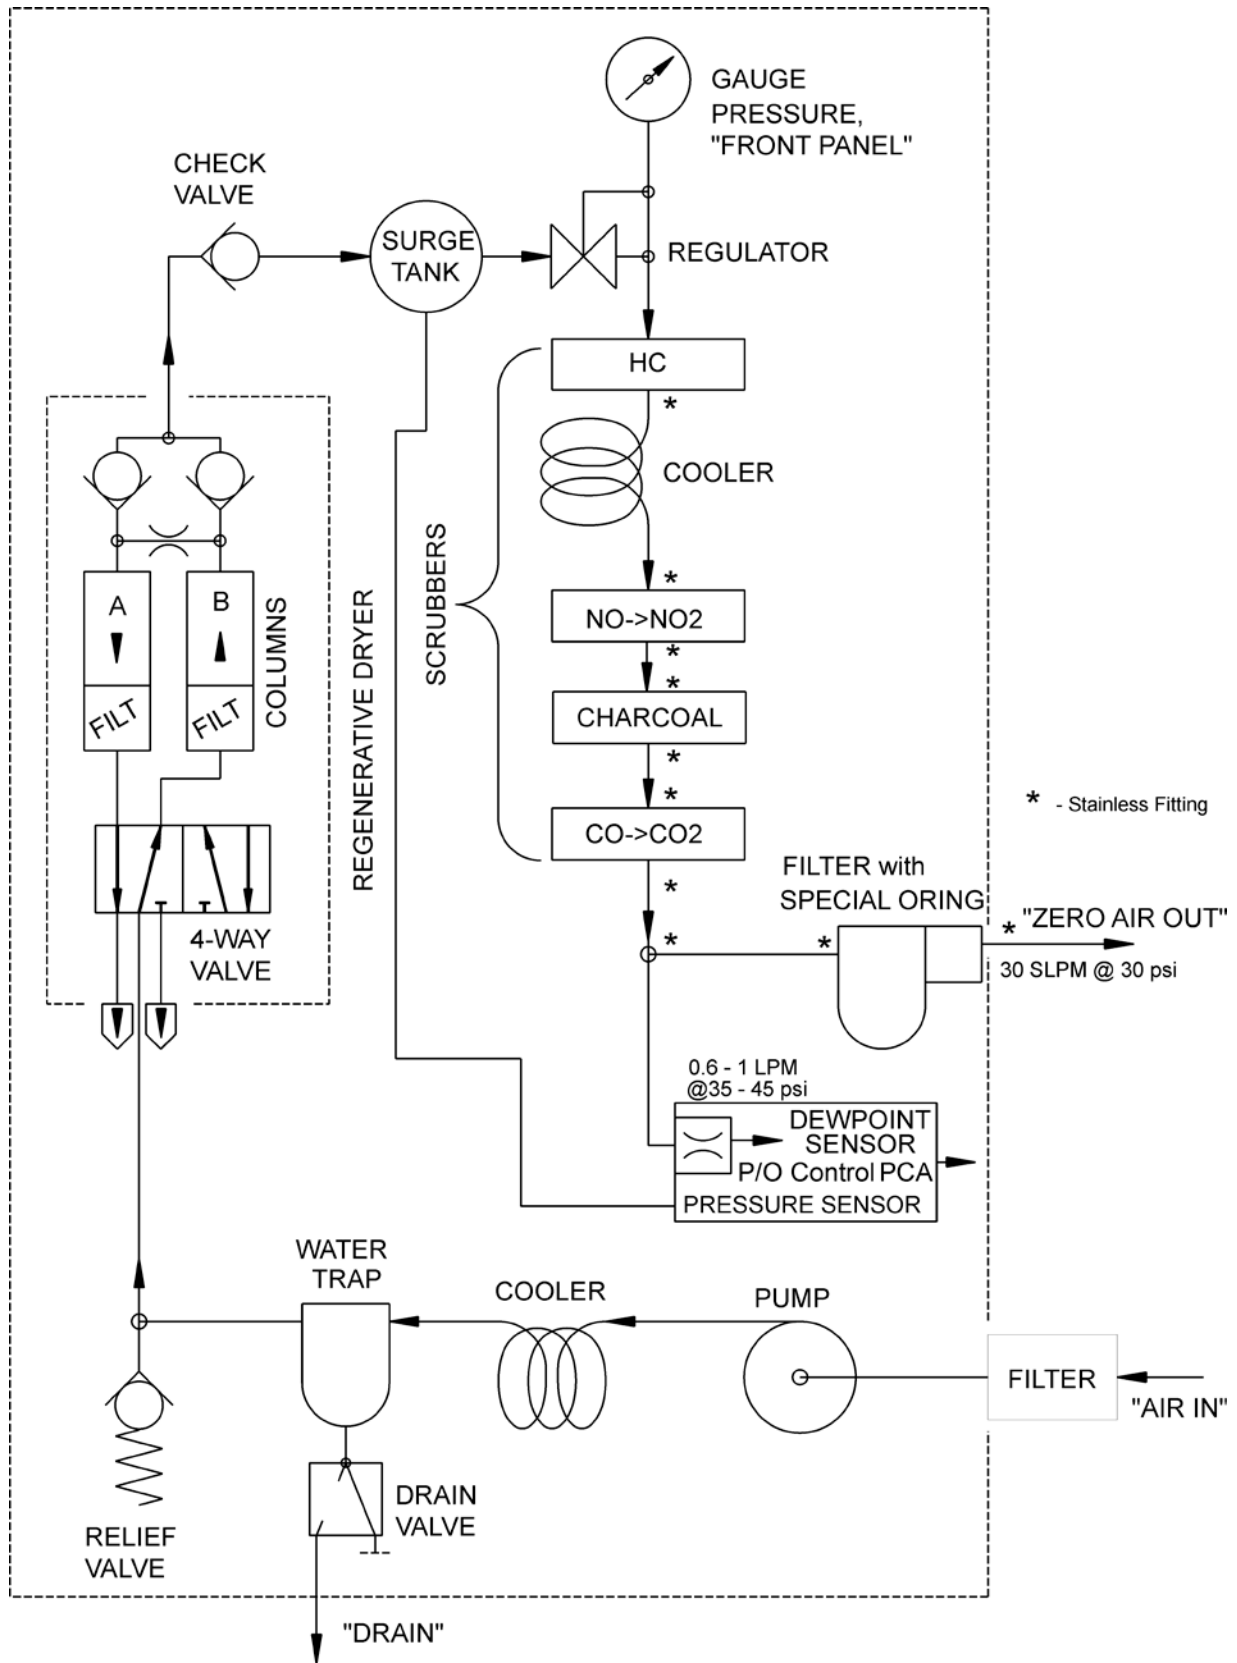 GAUGE
PRESSURE,
"FRONT PANEL"
CHECK
VALVE
SURGE
TANK
REGULATOR
HC
*
COOLER
SCRUBBERS
REGENERATIVE DRYER
A
B
COLUMNS
FILT
FILT
*
NO->NO2
*
*
CHARCOAL
*
*
CO->CO2
*
*
4-WAY
VALVE
* - Stainless Fitting
FILTER with
SPECIAL ORING
*
* "ZERO AIR OUT"
30 SLPM @ 30 psi
0.6 - 1 LPM
@35 - 45 psi
DEWPOINT
SENSOR
P/O Control PCA
PRESSURE SENSOR
WATER
TRAP
COOLER
PUMP
FILTER
"AIR IN"
DRAIN
VALVE
RELIEF
VALVE
"DRAIN"